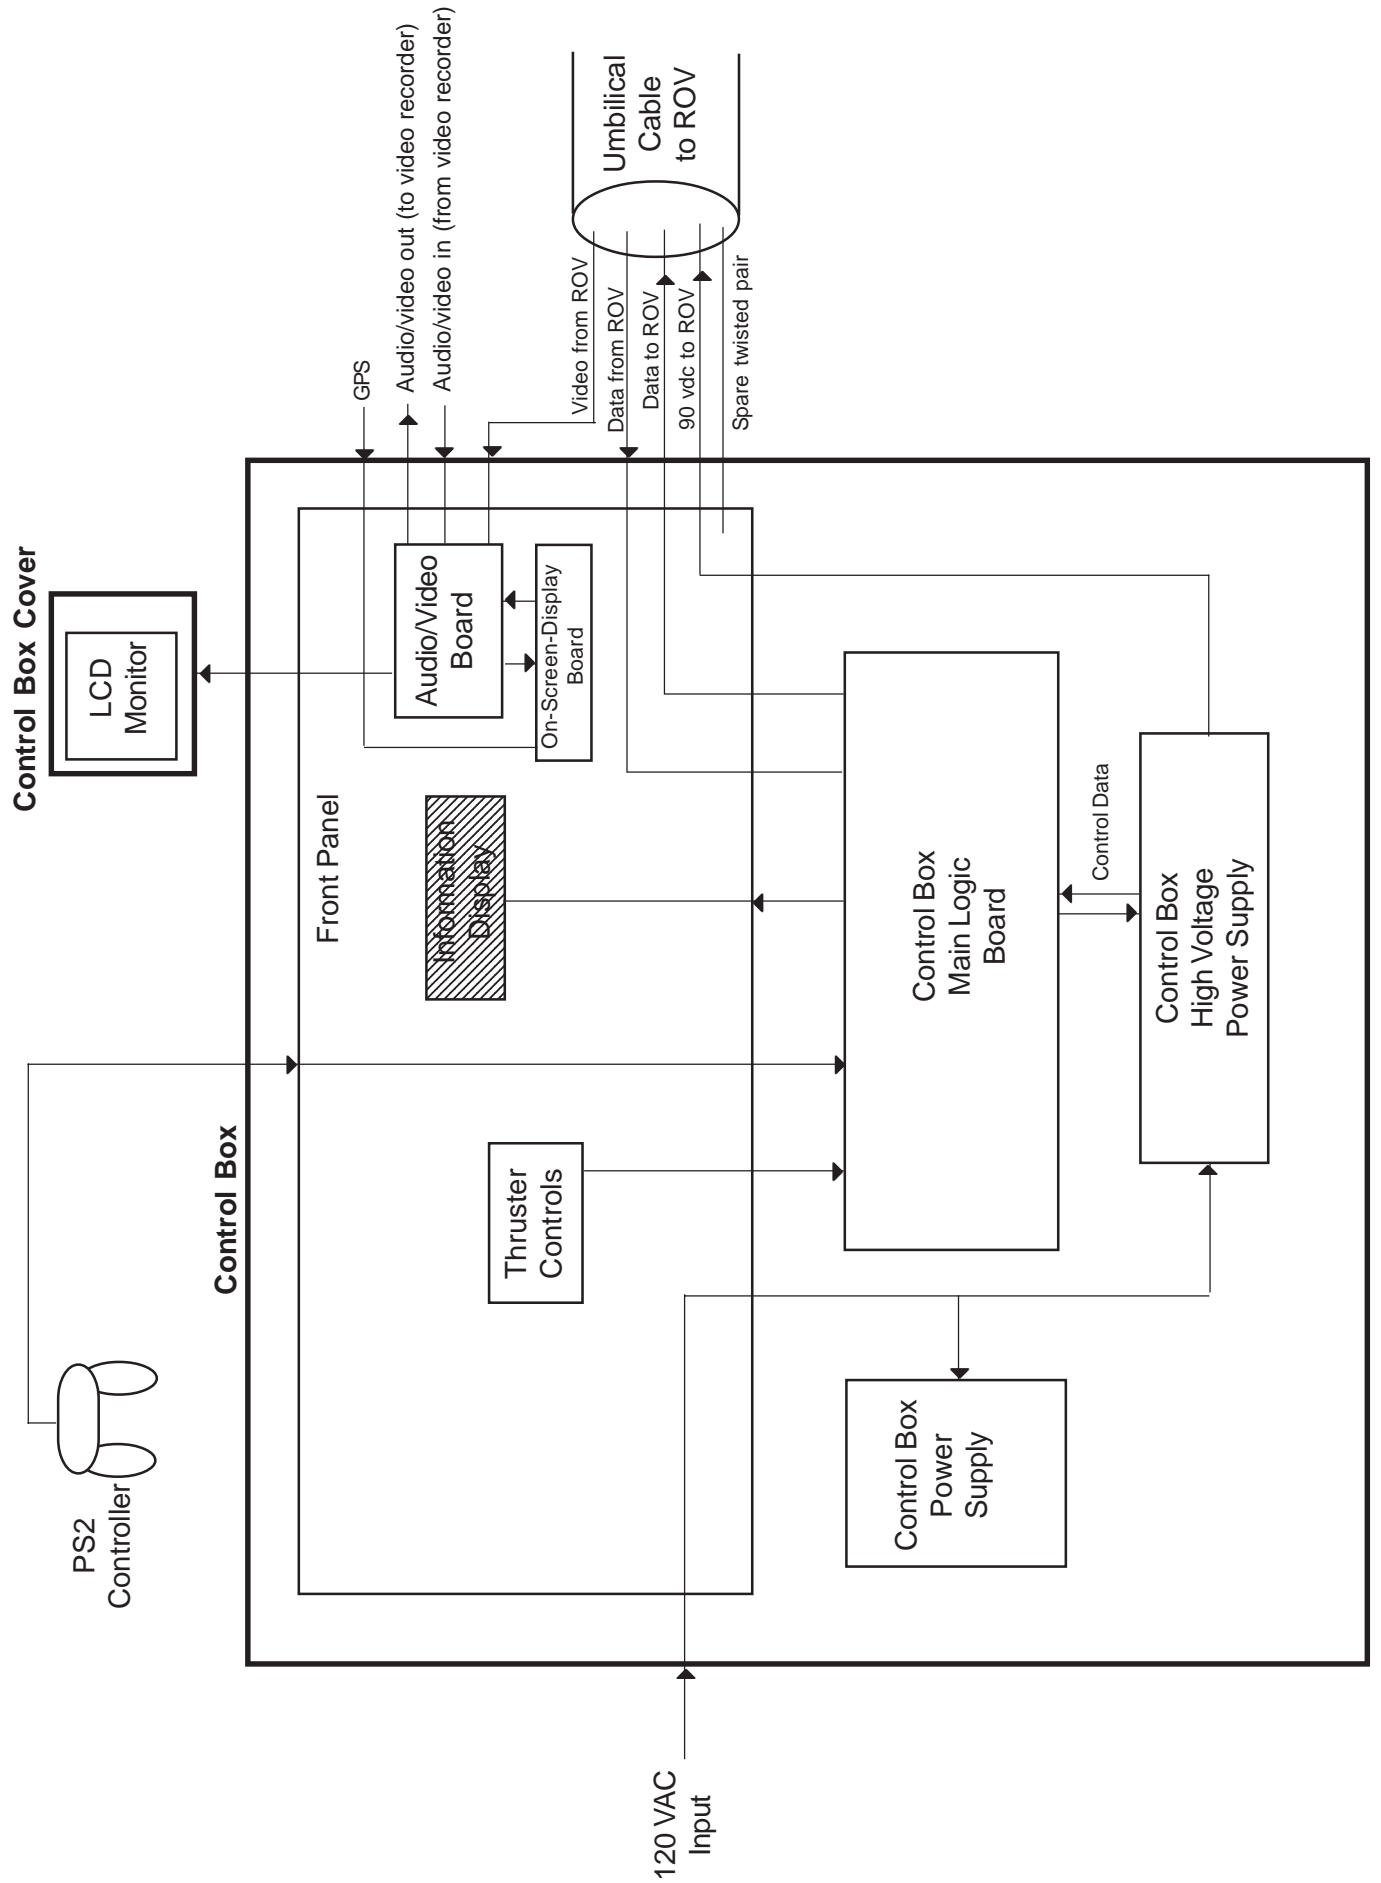 PS2
Controller
Control Box
Control Box Cover
LCD
Monitor
Front Panel
Information
Display
Audio/Video
Board
On-Screen-Display
Board
Thruster
Controls
GPS
Audio/video out (to video recorder)
Audio/video in (from video recorder)
Video from ROV
Data from ROV
Data to ROV
90 vdc to ROV
Spare twisted pair
Umbilical
Cable
to ROV
120 VAC
Input
Control Box
Main Logic
Board
Control Box
Power
Supply
Control Data
Control Box
High Voltage
Power Supply